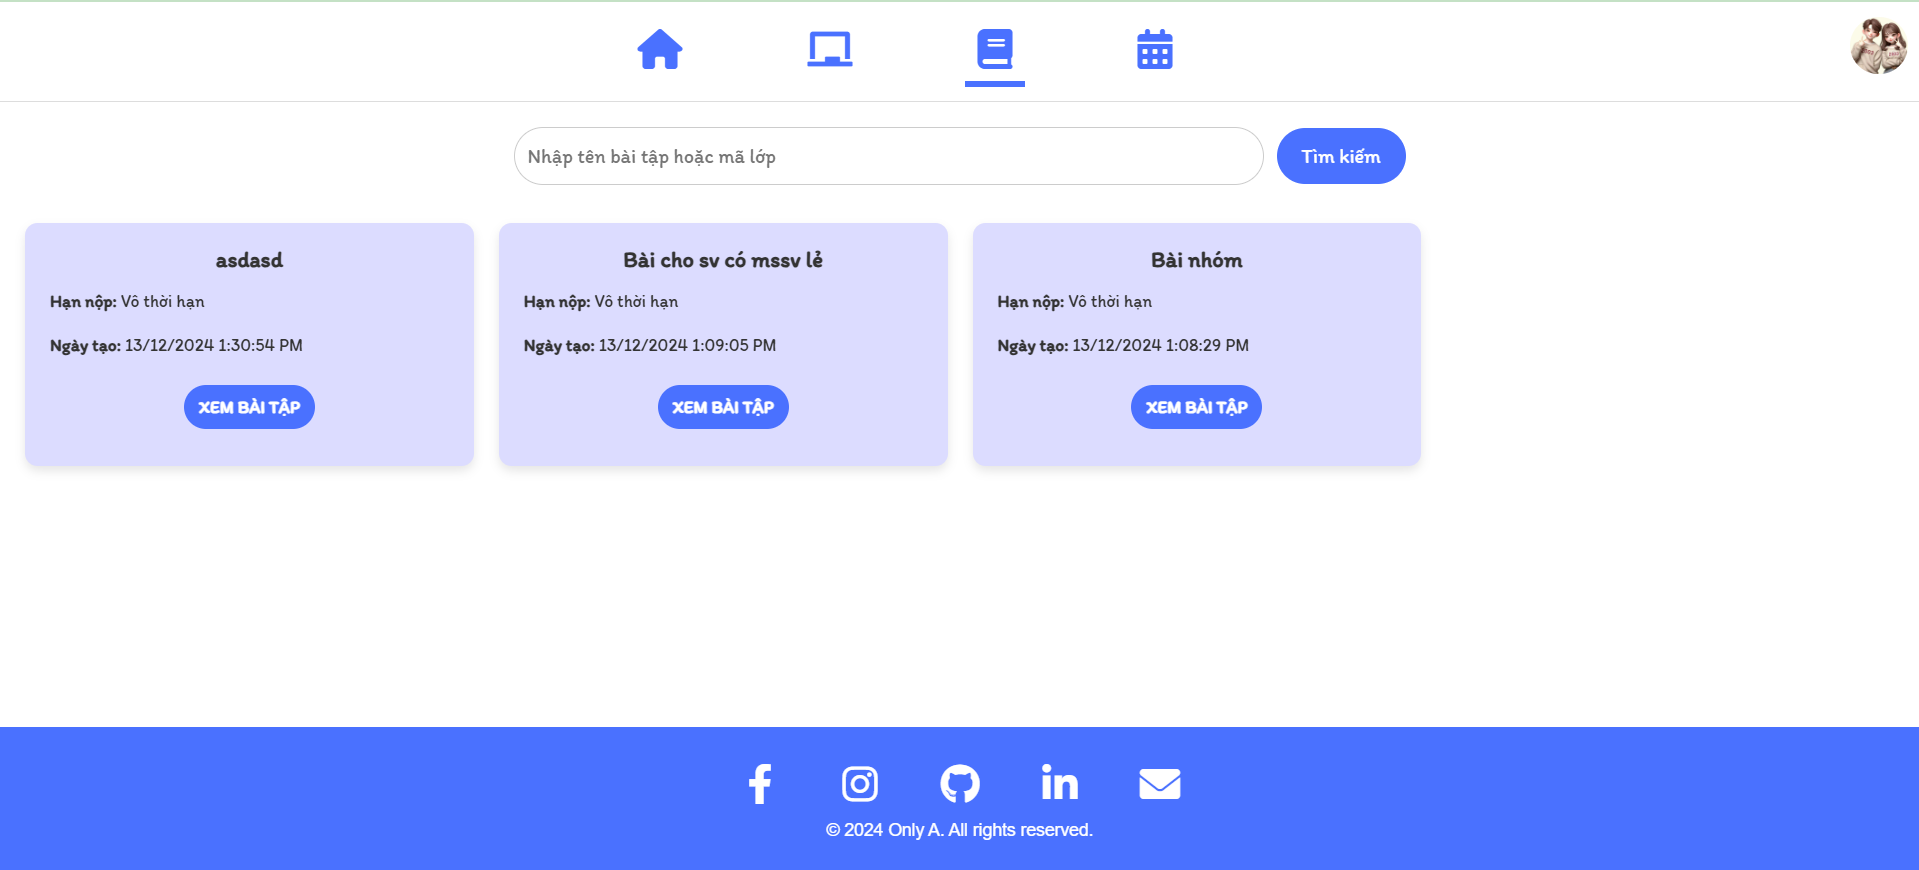 Nhập tên bài tập hoặc mã lớp
Tìm kiếm
asdasd
Hạn nộp: Vô thời hạn
Ngày tạo: 13/12/2024 1:30:54 PM
XEM BÀI TẬP
Bài cho sv có mssv lẻ
Hạn nộp: Vô thời hạn
Ngày tạo: 13/12/2024 1:09:05 PM
XEM BÀI TẬP
Bài nhóm
Hạn nộp: Vô thời hạn
Ngày tạo: 13/12/2024 1:08:29 PM
XEM BÀI TẬP
© 2024 Only A. All rights reserved.